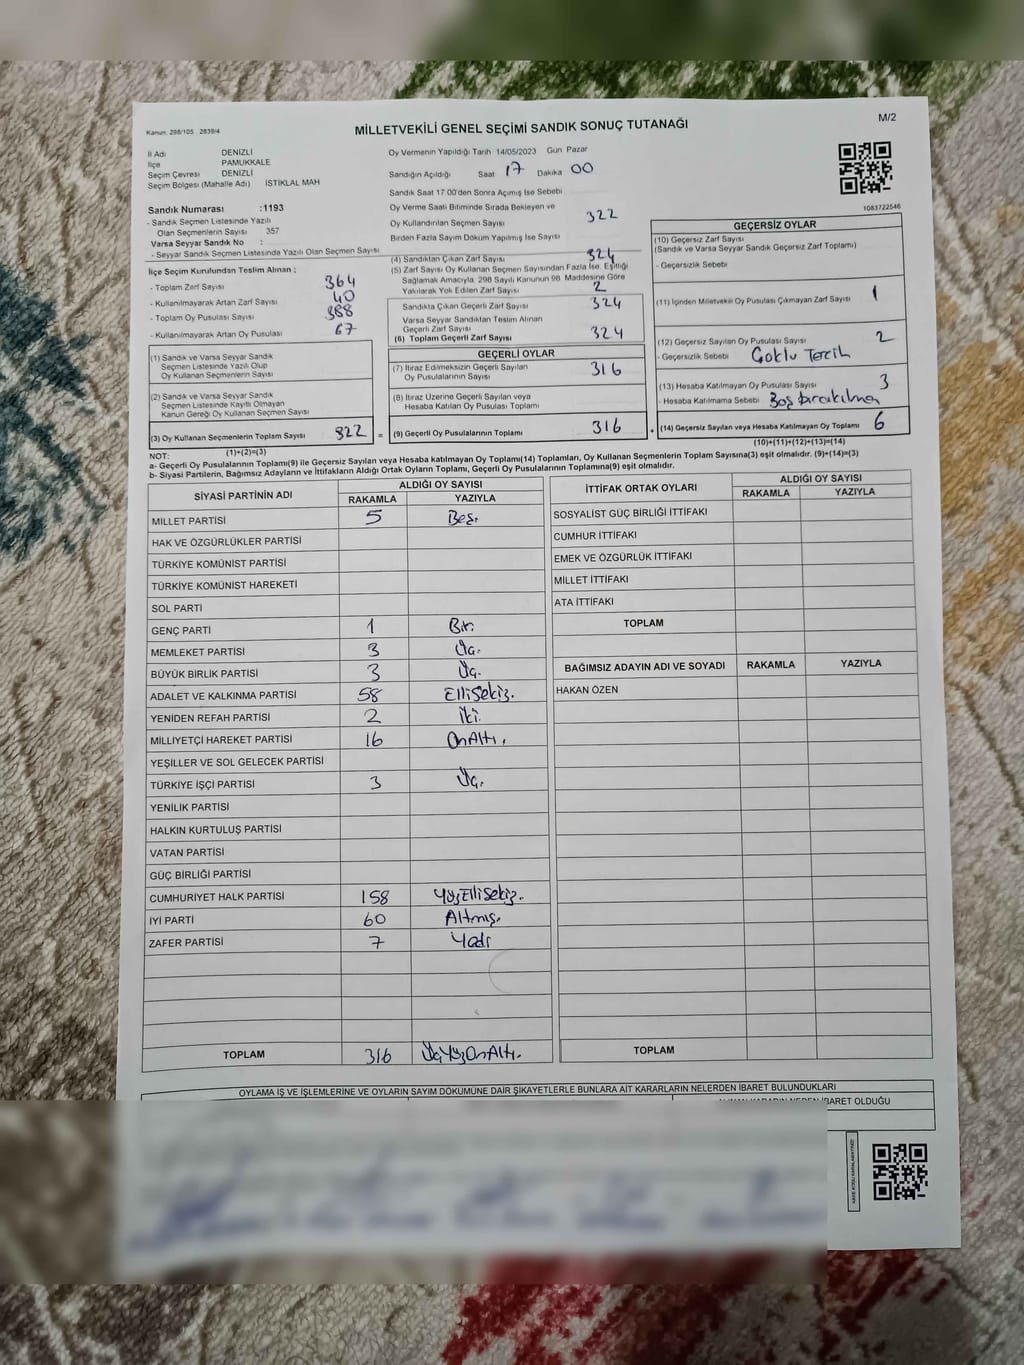 Kanun. 298/105 2839/4
MİLLETVEKİLİ GENEL SEÇİMİ SANDIK SONUÇ TUTANAĞI
M/2
İl Adı DENİZLİ
İlçe PAMUKKALE
Seçim Çevresi DENİZLİ
Seçim Bölgesi (Mahalle Adı) İSTİKLAL MAH
Sandık Numarası :1193
- Sandık Seçmen Listesinde Yazılı
Olan Seçmenlerin Sayısı 357
Varsa Seyyar Sandık No :
- Seyyar Sandık Seçmen Listesinde Yazılı Olan Seçmen Sayısı
İlçe Seçim Kurulundan Teslim Alınan ;
- Toplam Zarf Sayısı 364
- Kullanılmayarak Artan Zarf Sayısı 40
- Toplam Oy Pusulası Sayısı 388
- Kullanılmayarak Artan Oy Pusulası 67
(1) Sandık ve Varsa Seyyar Sandık
Seçmen Listesinde Yazılı Olup
Oy Kullanan Seçmenlerin Sayısı
(2) Sandık ve Varsa Seyyar Sandık
Seçmen Listesinde Kayıtlı Olmayan
Kanun Gereği Oy Kullanan Seçmen Sayısı
(3) Oy Kullanan Seçmenlerin Toplam Sayısı 322 =
(1)+(2)=(3)
Oy Vermenin Yapıldığı Tarih 14/05/2023 Gün Pazar
Sandığın Açıldığı Saat 17 Dakika 00
Sandık Saat 17 00'den Sonra Açılmış İse Sebebi
Oy Verme Saati Bitiminde Sırada Bekleyen ve
Oy Kullandırılan Seçmen Sayısı 322
Birden Fazla Sayım Döküm Yapılmış İse Sayısı
(4) Sandıktan Çıkan Zarf Sayısı 324
(5) Zarf Sayısı Oy Kullanan Seçmen Sayısından Fazla İse. Eşitliği
Sağlamak Amacıyla, 298 Sayılı Kanunun 98. Maddesine Göre
Yakılarak Yok Edilen Zarf Sayısı 2
Sandıkta Çıkan Geçerli Zarf Sayısı 324
Varsa Seyyar Sandıktan Teslim Alınan
Geçerli Zarf Sayısı
(6) Toplam Geçerli Zarf Sayısı 324
GEÇERLİ OYLAR
(7) İtiraz Edilmeksizin Geçerli Sayılan
Oy Pusulalarının Sayısı 316
(8) İtiraz Üzerine Geçerli Sayılan veya
Hesaba Katılan Oy Pusulası Toplamı
(9) Geçerli Oy Pusulalarının Toplamı 316
1083722546
GEÇERSİZ OYLAR
(10) Geçersiz Zarf Sayısı
(Sandık ve Varsa Seyyar Sandık Geçersiz Zarf Toplamı)
- Geçersizlik Sebebi
(11) İçinden Milletvekili Oy Pusulası Çıkmayan Zarf Sayısı 1
(12) Geçersiz Sayılan Oy Pusulası Sayısı 2
- Geçersizlik Sebebi Çoklu Tercih
(13) Hesaba Katılmayan Oy Pusulası Sayısı 3
- Hesaba Katılmama Sebebi Boş bırakılması
(14) Geçersiz Sayılan veya Hesaba Katılmayan Oy Toplamı 6
(10)+(11)+(12)+(13)=(14)
NOT:
a- Geçerli Oy Pusulalarının Toplamı(9) ile Geçersiz Sayılan veya Hesaba katılmayan Oy Toplamı(14) Toplamları, Oy Kullanan Seçmenlerin Toplam Sayısına(3) eşit olmalıdır. (9)+(14)=(3)
b- Siyasi Partilerin, Bağımsız Adayların ve İttifakların Aldığı Ortak Oyların Toplamı, Geçerli Oy Pusulalarının Toplamına(9) eşit olmalıdır.
SİYASİ PARTİNİN ADI
ALDIĞI OY SAYISI
RAKAMLA YAZIYLA
MİLLET PARTİSİ 5 Beş.
HAK VE ÖZGÜRLÜKLER PARTİSİ
TÜRKİYE KOMÜNİST PARTİSİ
TÜRKİYE KOMÜNİST HAREKETİ
SOL PARTİ
GENÇ PARTİ 1 Bir.
MEMLEKET PARTİSİ 3 Üç.
BÜYÜK BİRLİK PARTİSİ 3 Üç.
ADALET VE KALKINMA PARTİSİ 58 Ellisekiz.
YENİDEN REFAH PARTİSİ 2 İki.
MİLLİYETÇİ HAREKET PARTİSİ 16 OnAltı.
YEŞİLLER VE SOL GELECEK PARTİSİ
TÜRKİYE İŞÇİ PARTİSİ 3 Üç.
YENİLİK PARTİSİ
HALKIN KURTULUŞ PARTİSİ
VATAN PARTİSİ
GÜÇ BİRLİĞİ PARTİSİ
CUMHURİYET HALK PARTİSİ 158 YüzEllisekiz.
İYİ PARTİ 60 Altmış.
ZAFER PARTİSİ 7 Yedi
TOPLAM 316 ÜçYüzOnAltı.
İTTİFAK ORTAK OYLARI
ALDIĞI OY SAYISI
RAKAMLA YAZIYLA
SOSYALİST GÜÇ BİRLİĞİ İTTİFAKI
CUMHUR İTTİFAKI
EMEK VE ÖZGÜRLÜK İTTİFAKI
MİLLET İTTİFAKI
ATA İTTİFAKI
TOPLAM
BAĞIMSIZ ADAYIN ADI VE SOYADI RAKAMLA YAZIYLA
HAKAN ÖZEN
TOPLAM
OYLAMA İŞ VE İŞLEMLERİNE VE OYLARIN SAYIM DÖKÜMÜNE DAİR ŞİKAYETLERLE BUNLARA AİT KARARLARIN NELERDEN İBARET BULUNDUKLARI
İBARET OLDUĞU